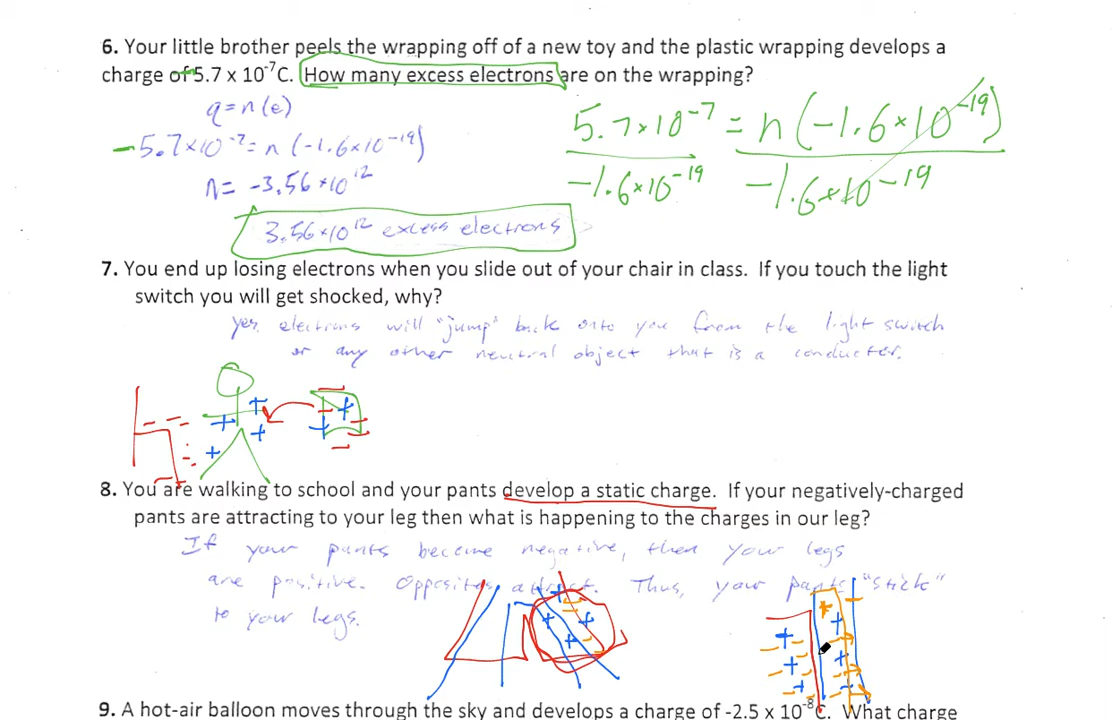 6. Your little brother peels the wrapping off of a new toy and the plastic wrapping develops a
charge of 5.7 x 10⁻⁷C. How many excess electrons are on the wrapping?
q=n(e)
-5.7×10⁻⁷=n(-1.6×10⁻¹⁹)
n= -3.56×10¹²
3.56×10¹² excess electrons
5.7×10⁻⁷ = n(-1.6×10⁻¹⁹)
-1.6×10⁻¹⁹ -1.6×10⁻¹⁹
7. You end up losing electrons when you slide out of your chair in class. If you touch the light
switch you will get shocked, why?
yes, electrons will "jump" back onto you from the light switch
or any other neutral object that is a conductor.
8. You are walking to school and your pants develop a static charge. If your negatively-charged
pants are attracting to your leg then what is happening to the charges in our leg?
If your pants become negative, then your legs
are positive. Opposites attract. Thus, your pants "stick"
to your legs.
9. A hot-air balloon moves through the sky and develops a charge of -2.5 x 10⁻⁸C. What charge